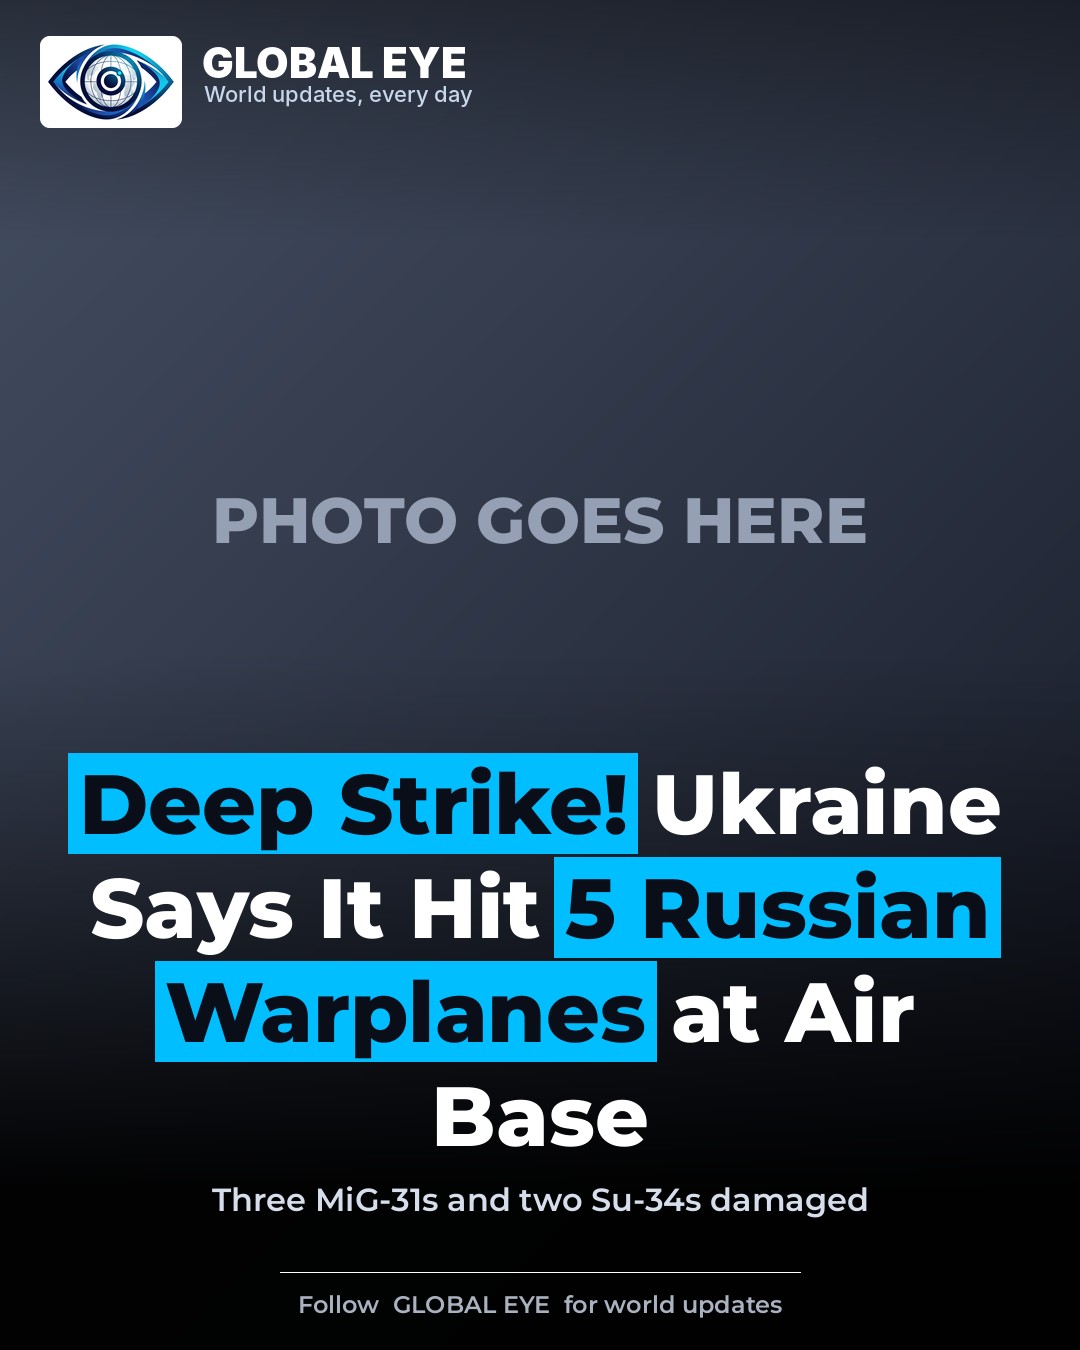 GLOBAL EYE
World updates, every day
PHOTO GOES HERE
Deep Strike! Ukraine
Says It Hit 5 Russian
Warplanes at Air
Base
Three MiG-31s and two Su-34s damaged
Follow GLOBAL EYE for world updates